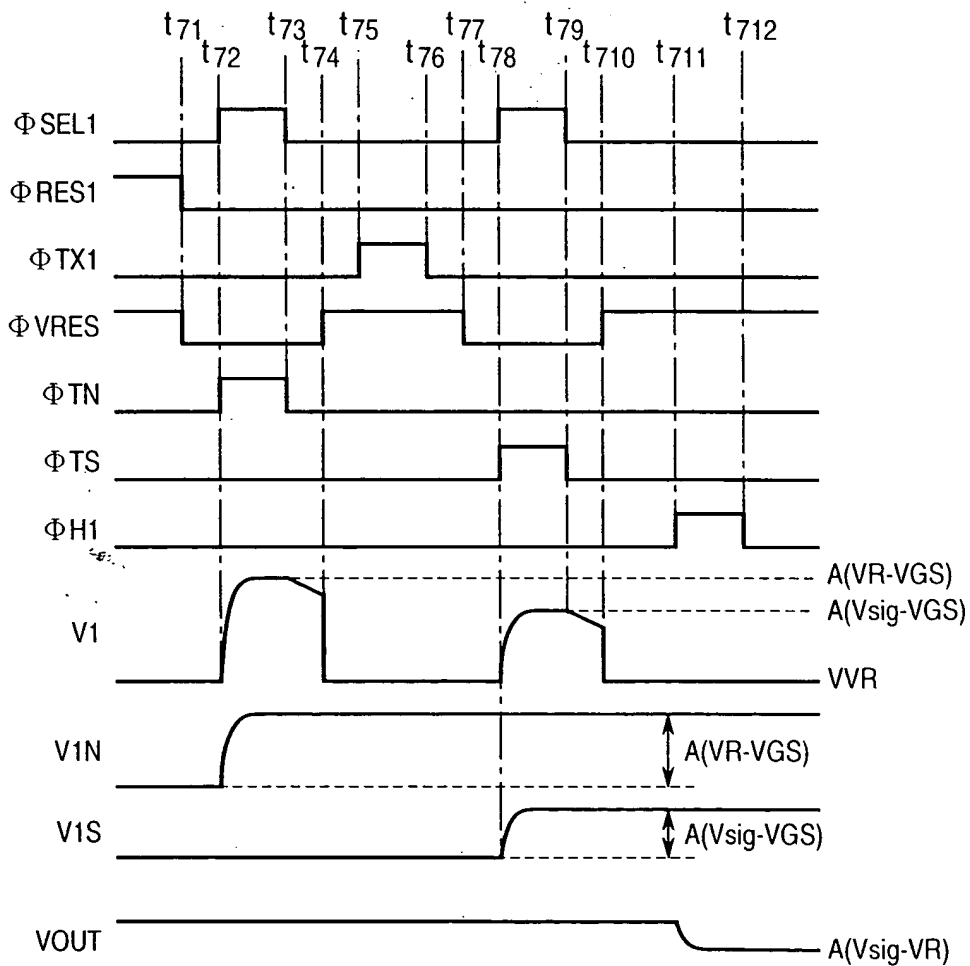 t71 t73 t75 t77 t79 t712
t72 t74 t76 t78 t710 t711
ΦSEL1
ΦRES1
ΦTX1
ΦVRES
ΦTN
ΦTS
ΦH1
A(VR-VGS)
A(Vsig-VGS)
V1
VVR
V1N
A(VR-VGS)
V1S
A(Vsig-VGS)
VOUT
A(Vsig-VR)